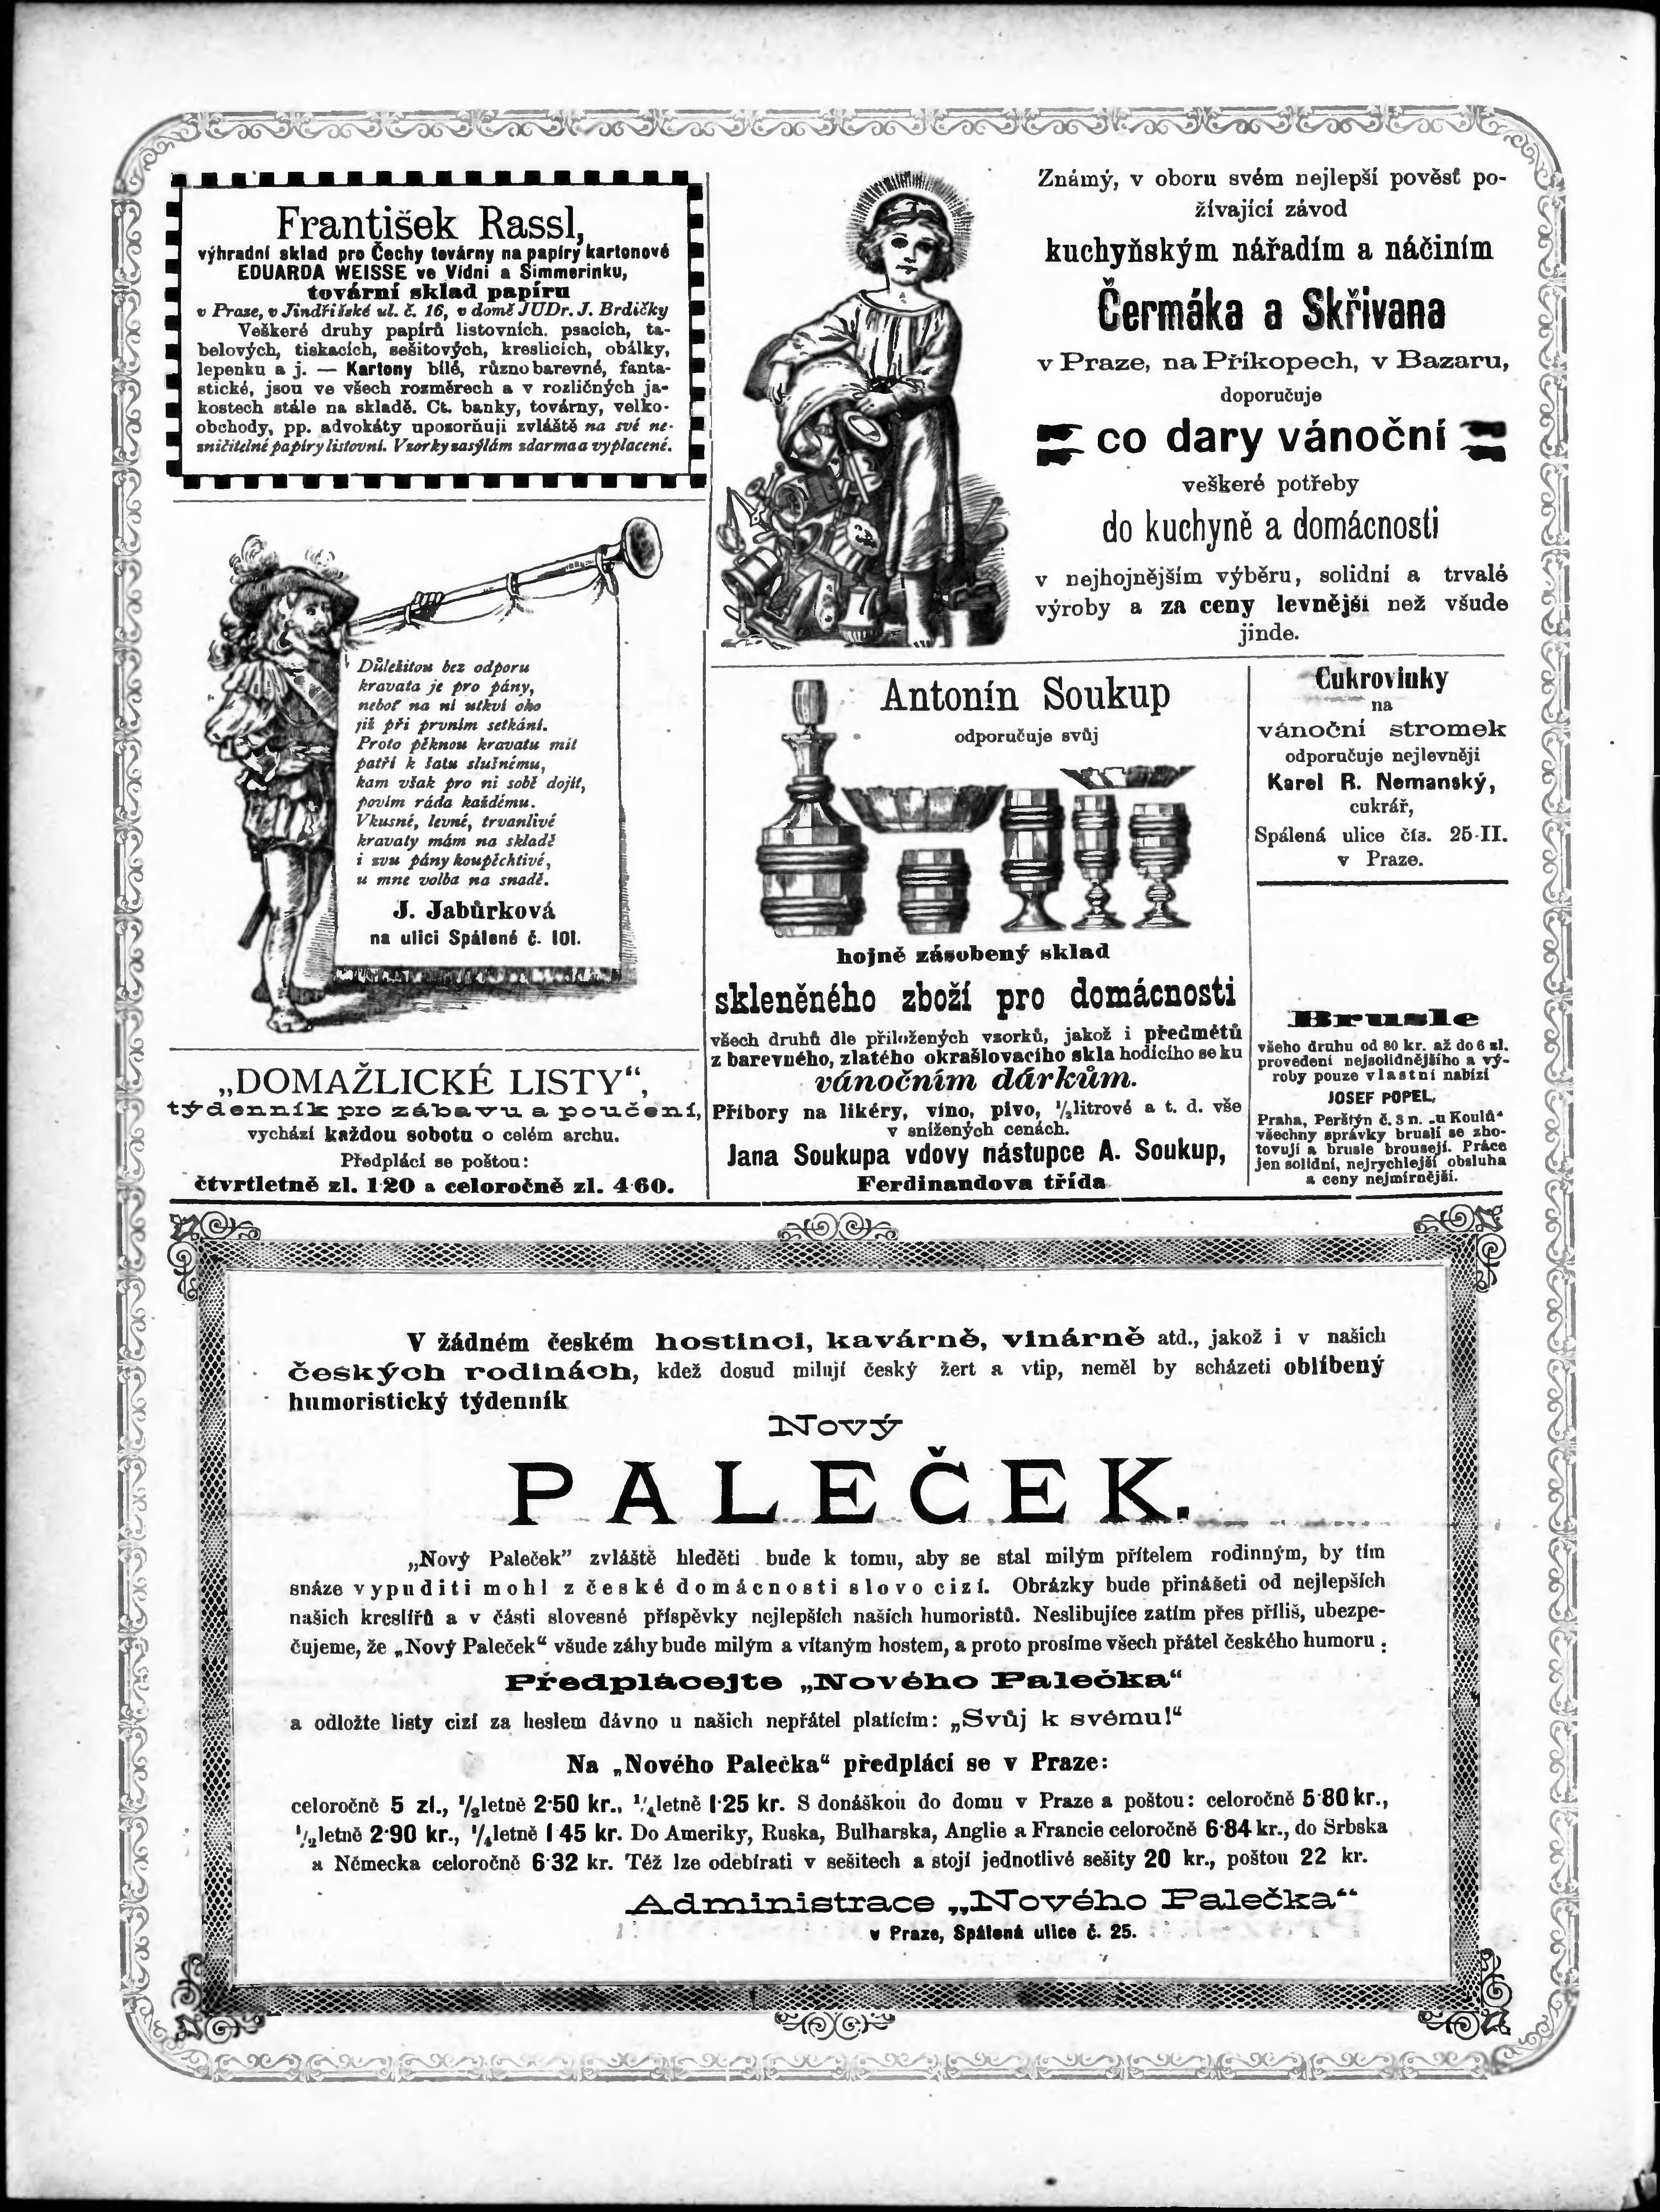 František Rassl,
výhradní sklad pro Čechy továrny na papíry kartonové
EDUARDA WEISSE ve Vídni a Simmerinku,
tovární sklad papíru
v Praze, v Jindřišské ul. č. 16, v domě JUDr. J. Brdičky
Veškeré druhy papírů listovních, psacích, ta-
belových, tiskacích, sešitových, kreslicích, obálky,
lepenku a j. — Kartony bílé, různobarevné, fanta-
stické, jsou ve všech rozměrech a v rozličných ja-
kostech stále na skladě. Ct. banky, továrny, velko-
obchody, pp. advokáty upozorňuji zvláště na své ne-
zničitelné papíry listovní. Vzorky zasýlám zdarma a vyplacené.
Důležitou bez odporu
kravata je pro pány,
neboť na ní utkví oko
již při prvním setkání.
Proto pěknou kravatu mít
patří k šatu slušnému,
kam však pro ni sobě dojít,
povím ráda každému.
Vkusné, levné, trvanlivé
kravaty mám na skladě
i zvu pány koupěchtivé,
u mne volba na snadě.
J. Jabůrková
na ulici Spálené č. 101.
„DOMAŽLICKÉ LISTY“,
týdenník pro zábavu a poučení,
vychází každou sobotu o celém archu.
Předplácí se poštou:
čtvrtletně zl. 1·20 a celoročně zl. 4·60.
Známý, v oboru svém nejlepší pověsť po-
žívající závod
kuchyňským nářadím a náčiním
Čermáka a Skřivana
v Praze, na Příkopech, v Bazaru,
doporučuje
co dary vánoční
veškeré potřeby
do kuchyně a domácnosti
v nejhojnějším výběru, solidní a trvalé
výroby a za ceny levnější než všude
jinde.
Antonín Soukup
odporučuje svůj
hojně zásobený sklad
skleněného zboží pro domácnosti
všech druhů dle přiložených vzorků, jakož i předmětů
z barevného, zlatého okrašlovacího skla hodícího se ku
vánočním dárkům.
Příbory na likéry, víno, pivo, ½litrové a t. d. vše
v snížených cenách.
Jana Soukupa vdovy nástupce A. Soukup,
Ferdinandova třída
Cukrovinky
na
vánoční stromek
odporučuje nejlevněji
Karel R. Nemanský,
cukrář,
Spálená ulice čís. 25-II.
v Praze.
Brusle
všeho druhu od 80 kr. až do 6 zl.
provedení nejsolidnějšího a vý-
roby pouze vlastní nabízí
JOSEF POPEL,
Praha, Perštýn č. 3 n. „u Koulů“
všechny správky bruslí se zho-
tovují a brusle brousejí. Práce
jen solidní, nejrychlejší obsluha
a ceny nejmírnější.
V žádném českém hostinci, kavárně, vinárně atd., jakož i v našich
českých rodinách, kdež dosud milují český žert a vtip, neměl by scházeti oblíbený
humoristický týdenník
Nový
PALEČEK.
„Nový Paleček” zvláště hleděti bude k tomu, aby se stal milým přítelem rodinným, by tím
snáze vypuditi mohl z české domácnosti slovo cizí. Obrázky bude přinášeti od nejlepších
našich kreslířů a v části slovesné příspěvky nejlepších našich humoristů. Neslibujíce zatím přes příliš, ubezpe-
čujeme, že „Nový Paleček“ všude záhy bude milým a vítaným hostem, a proto prosíme všech přátel českého humoru:
Předplácejte „Nového Palečka“
a odložte listy cizí za heslem dávno u našich nepřátel platícím: „Svůj k svému!“
Na „Nového Palečka“ předplácí se v Praze:
celoročně 5 zl., ½letně 2·50 kr., ¼letně 1·25 kr. S donáškou do domu v Praze a poštou: celoročně 5·80 kr.,
½letně 2·90 kr., ¼letně 1·45 kr. Do Ameriky, Ruska, Bulharska, Anglie a Francie celoročně 6·84 kr., do Srbska
a Německa celoročně 6·32 kr. Též lze odebírati v sešitech a stojí jednotlivé sešity 20 kr., poštou 22 kr.
Administrace „Nového Palečka“
v Praze, Spálená ulice č. 25.